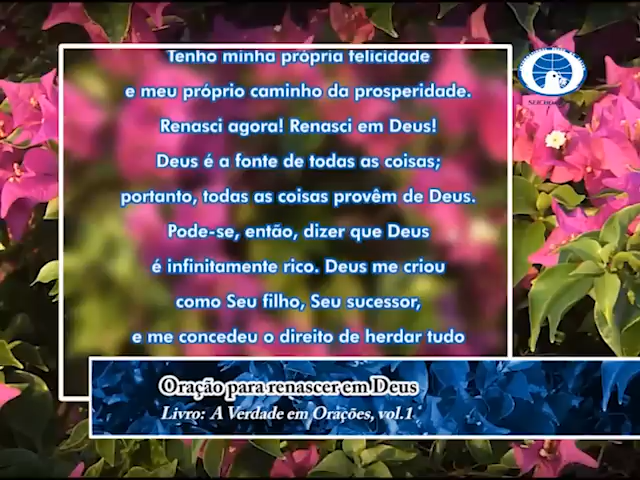 Tenho minha própria felicidade
e meu próprio caminho da prosperidade.
Renasci agora! Renasci em Deus!
Deus é a fonte de todas as coisas;
portanto, todas as coisas provêm de Deus.
Pode-se, então, dizer que Deus
é infinitamente rico. Deus me criou
como Seu filho, Seu sucessor,
e me concedeu o direito de herdar tudo
Oração para renascer em Deus
Livro: A Verdade em Orações, vol.1